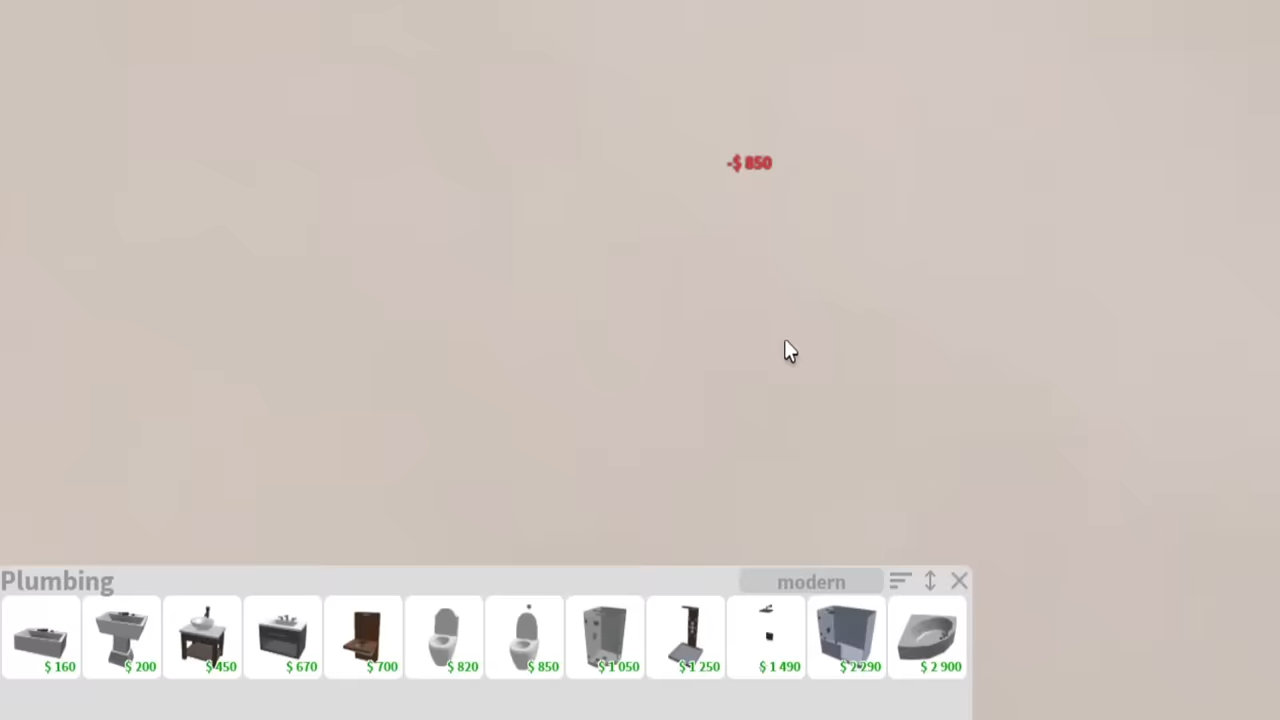 -$ 850
Plumbing modern
$ 160 $ 200 $ 450 $ 670 $ 700 $ 820 $ 850 $ 1 050 $ 1 250 $ 1 490 $ 2 290 $ 2 900